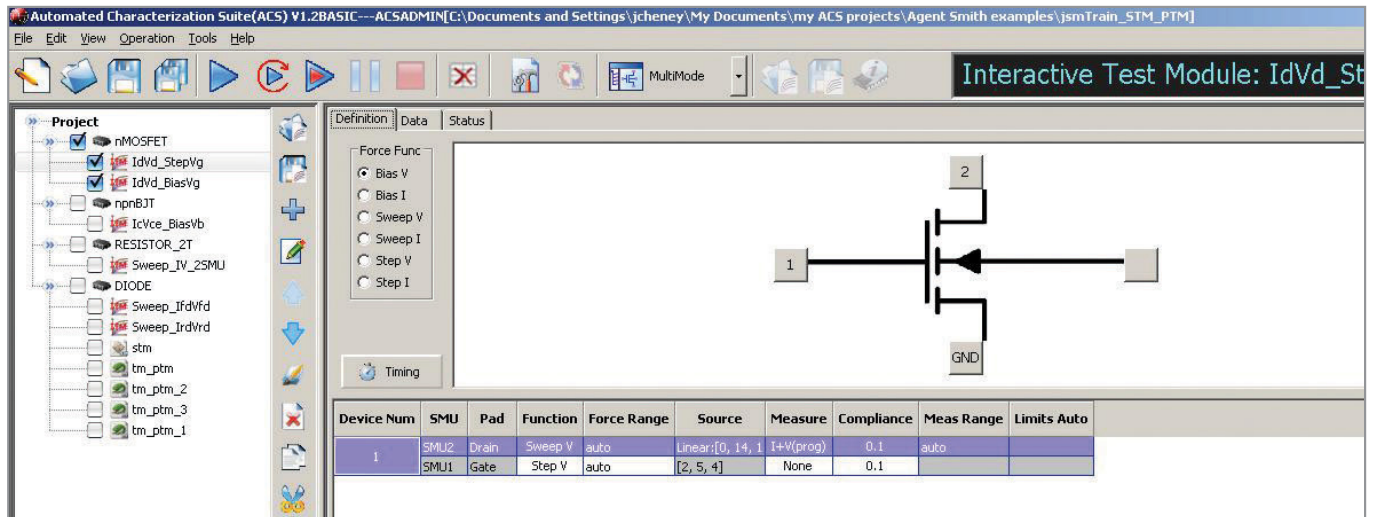 Automated Characterization Suite(ACS) V1.2BASIC---ACSADMIN[C:\Documents and Settings\jcheney\My Documents\my ACS projects\Agent Smith examples\jsmTrain_STM_PTM]
File Edit View Operation Tools Help
MultiMode
Interactive Test Module: IdVd_St
Project
nMOSFET
IdVd_StepVg
IdVd_BiasVg
npnBJT
IcVce_BiasVb
RESISTOR_2T
Sweep_IV_2SMU
DIODE
Sweep_IfdVfd
Sweep_IrdVrd
stm
tm_ptm
tm_ptm_2
tm_ptm_3
tm_ptm_1
Definition Data Status
Force Func
Bias V
Bias I
Sweep V
Sweep I
Step V
Step I
Timing
2
1
GND
Device Num SMU Pad Function Force Range Source Measure Compliance Meas Range Limits Auto
1
SMU2 Drain Sweep V auto Linear:[0, 14, 1 I+V(prog) 0.1 auto
SMU1 Gate Step V auto [2, 5, 4] None 0.1